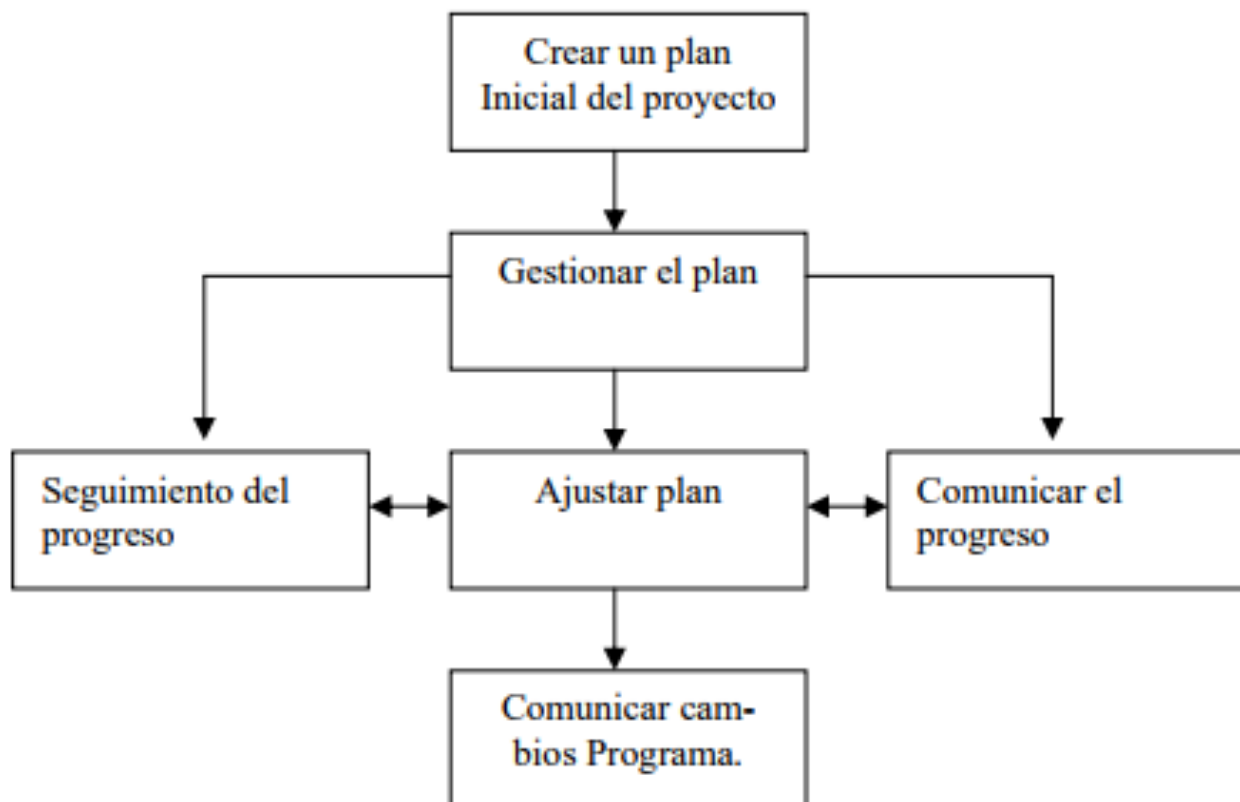 Crear un plan
Inicial del proyecto
Gestionar el plan
Seguimiento del
progreso
Ajustar plan
Comunicar el
progreso
Comunicar cam-
bios Programa.